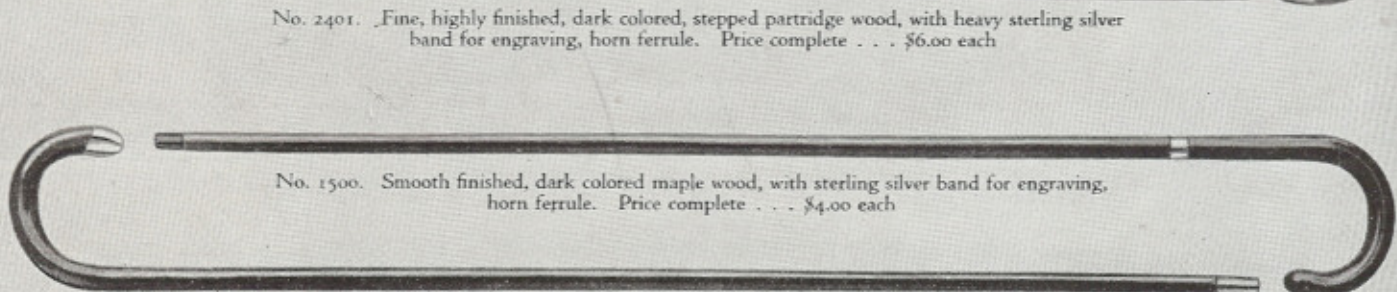 No. 2401. Fine, highly finished, dark colored, stepped partridge wood, with heavy sterling silver
band for engraving, horn ferrule. Price complete . . . $6.00 each
No. 1500. Smooth finished, dark colored maple wood, with sterling silver band for engraving,
horn ferrule. Price complete . . . $4.00 each